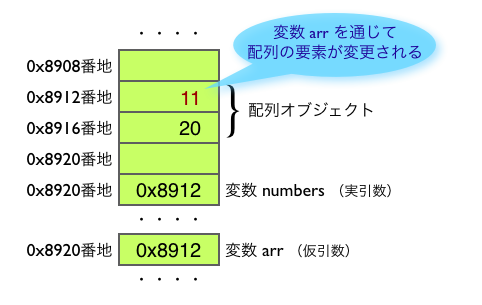 ・・・・
変数 arr を通じて
配列の要素が変更される
0x8908番地
0x8912番地 11
0x8916番地 20
配列オブジェクト
0x8920番地
0x8920番地 0x8912 変数 numbers （実引数）
・・・・
0x8920番地 0x8912 変数 arr （仮引数）
・・・・